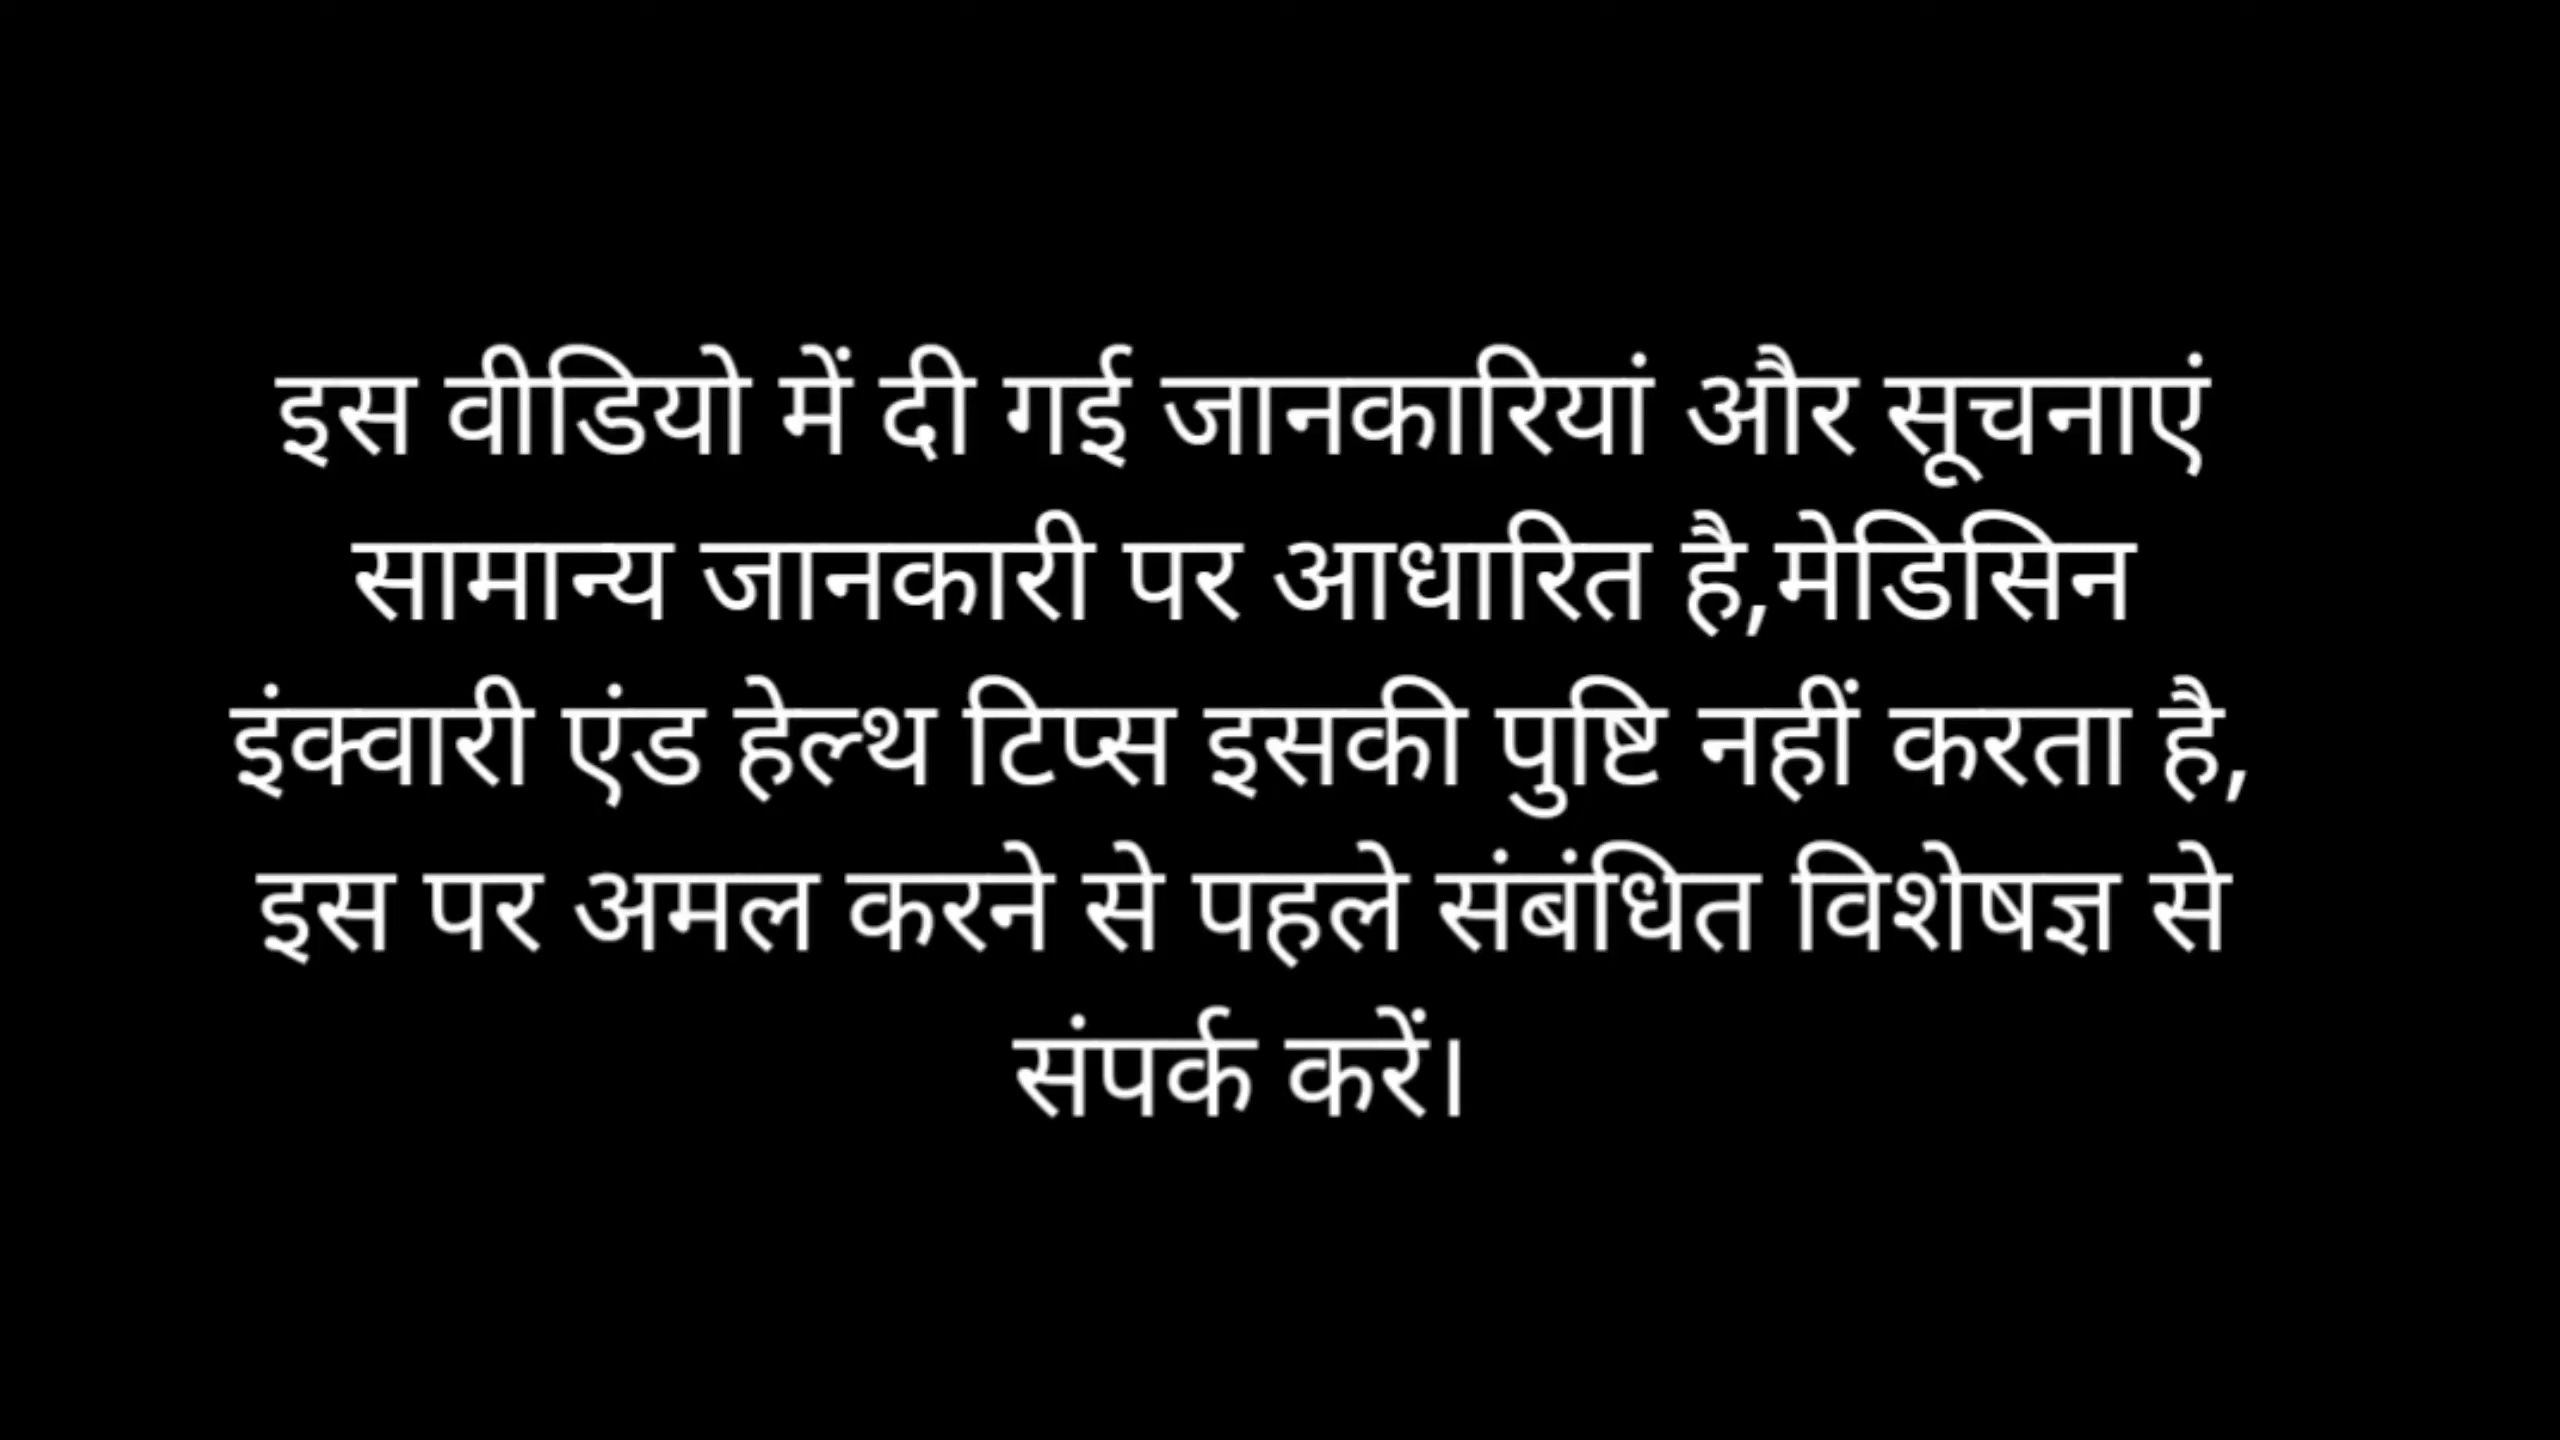 इस वीडियो में दी गई जानकारियां और सूचनाएं
सामान्य जानकारी पर आधारित है,मेडिसिन
इंक्वारी एंड हेल्थ टिप्स इसकी पुष्टि नहीं करता है,
इस पर अमल करने से पहले संबंधित विशेषज्ञ से
संपर्क करें।